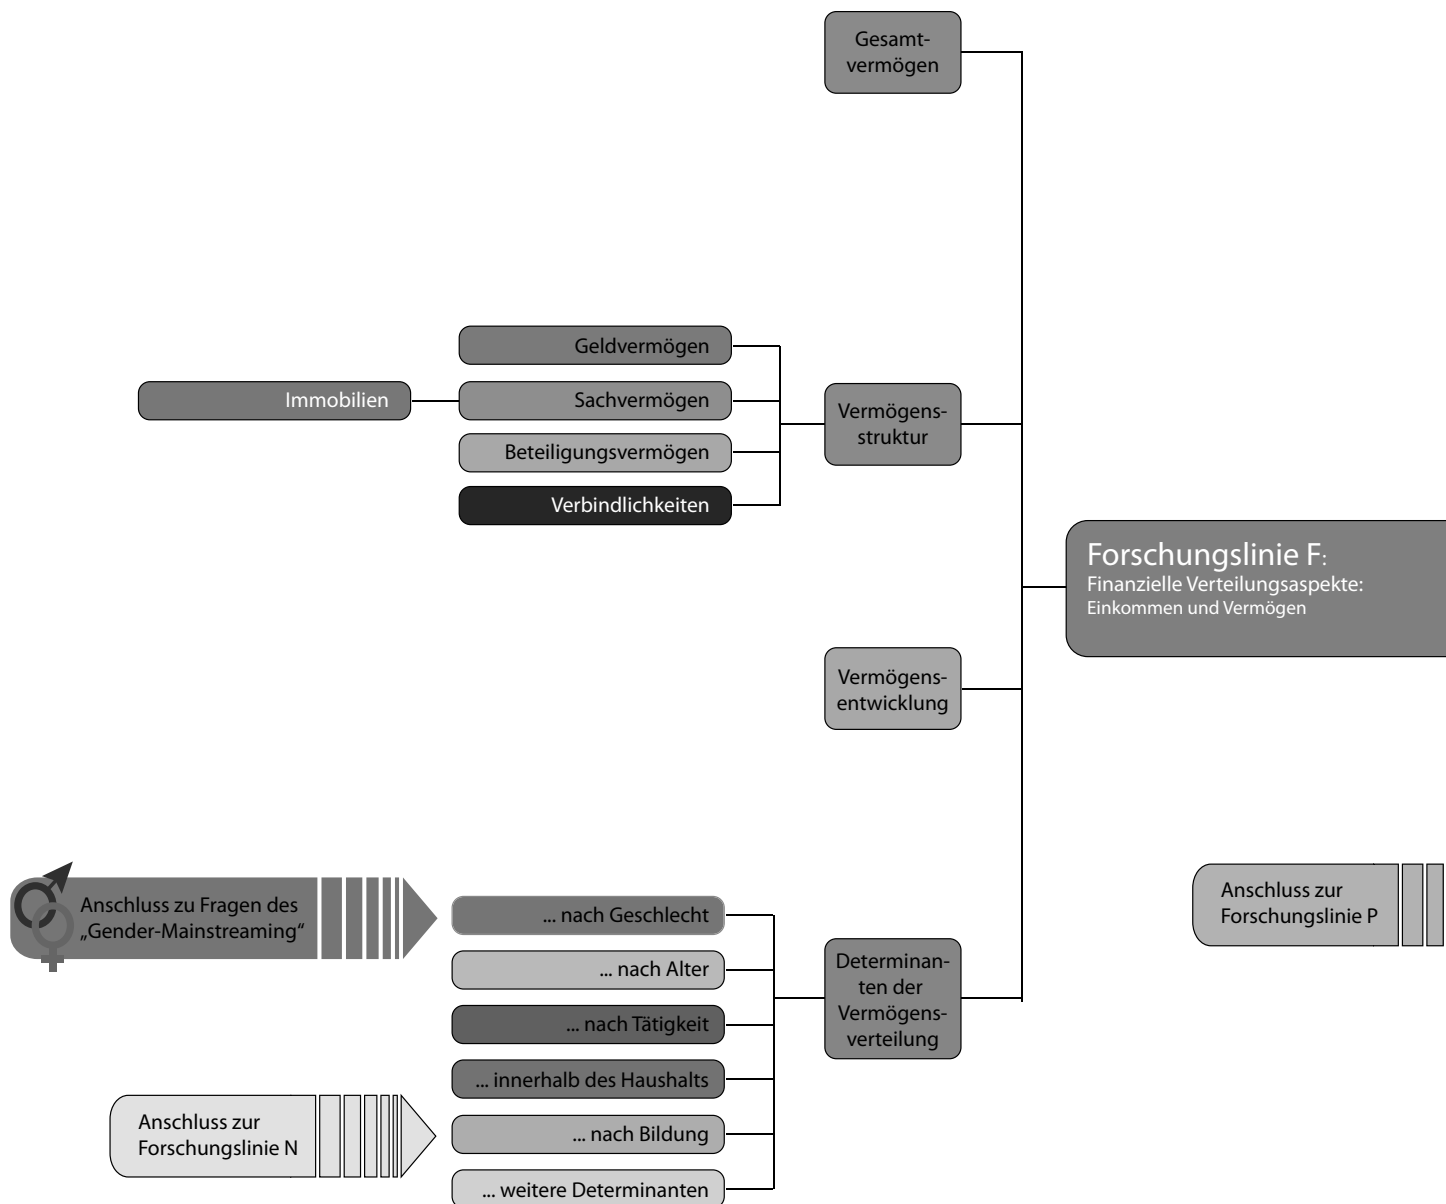 Gesamt-
vermögen
Geldvermögen
Immobilien
Sachvermögen
Beteiligungsvermögen
Verbindlichkeiten
Vermögens-
struktur
Forschungslinie F:
Finanzielle Verteilungsaspekte:
Einkommen und Vermögen
Vermögens-
entwicklung
Anschluss zu Fragen des
„Gender-Mainstreaming“
... nach Geschlecht
... nach Alter
... nach Tätigkeit
... innerhalb des Haushalts
... nach Bildung
... weitere Determinanten
Determinan-
ten der
Vermögens-
verteilung
Anschluss zur
Forschungslinie P
Anschluss zur
Forschungslinie N